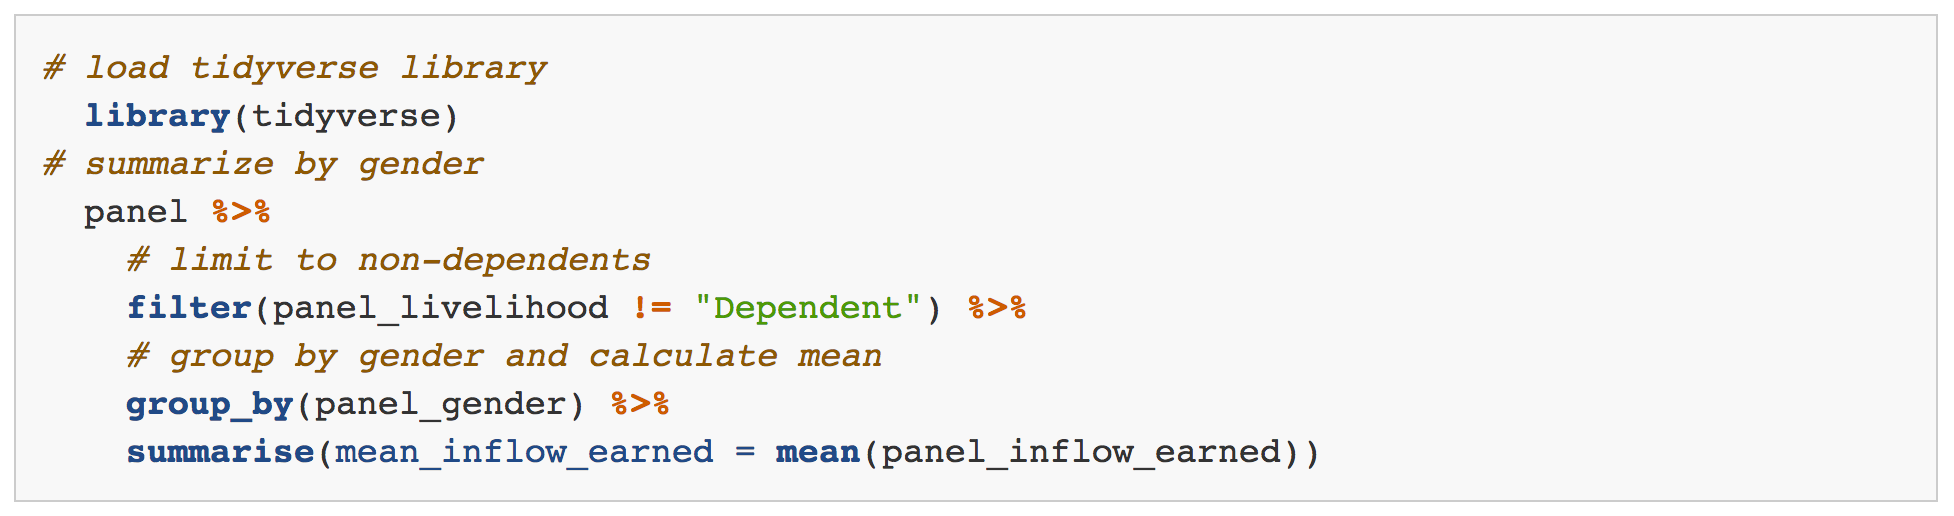 # load tidyverse library
library(tidyverse)
# summarize by gender
panel %>%
# limit to non-dependents
filter(panel_livelihood != "Dependent") %>%
# group by gender and calculate mean
group_by(panel_gender) %>%
summarise(mean_inflow_earned = mean(panel_inflow_earned))